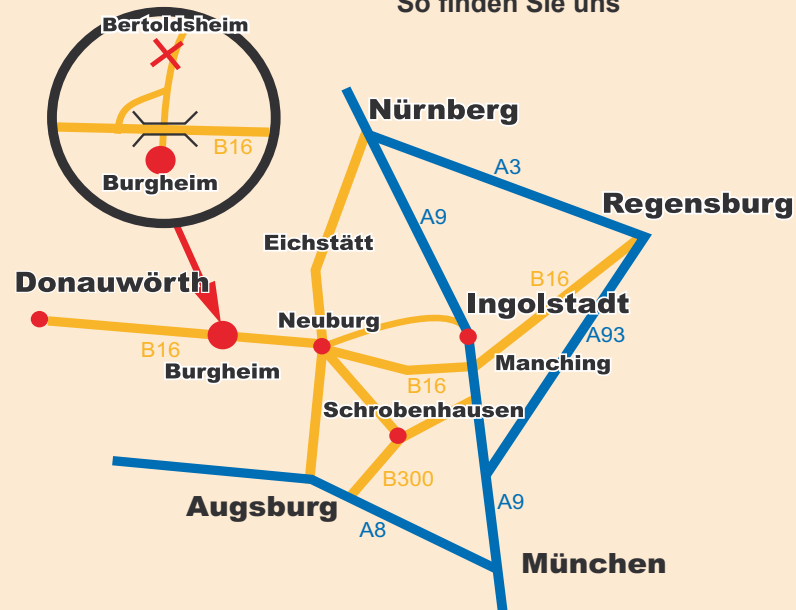 So finden Sie uns
Bertoldsheim
B16
Burgheim
Nürnberg
A3
A9
Regensburg
Eichstätt
Donauwörth
B16
Ingolstadt
Neuburg
A93
B16
Burgheim
Manching
B16
Schrobenhausen
B300
Augsburg
A9
A8
München